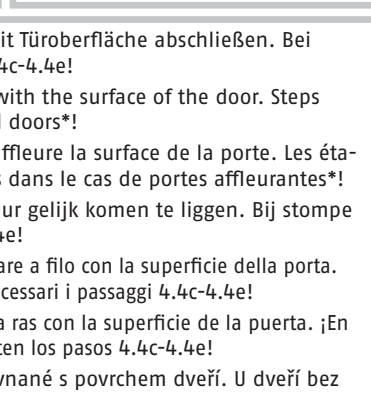 it Türoberfläche abschließen. Bei
4c-4.4e!
with the surface of the door. Steps
doors*!
ffleure la surface de la porte. Les éta-
s dans le cas de portes affleurantes*!
ur gelijk komen te liggen. Bij stompe
4e!
are a filo con la superficie della porta.
cessari i passaggi 4.4c-4.4e!
a ras con la superficie de la puerta. ¡En
ten los pasos 4.4c-4.4e!
vnané s povrchem dveří. U dveří bez